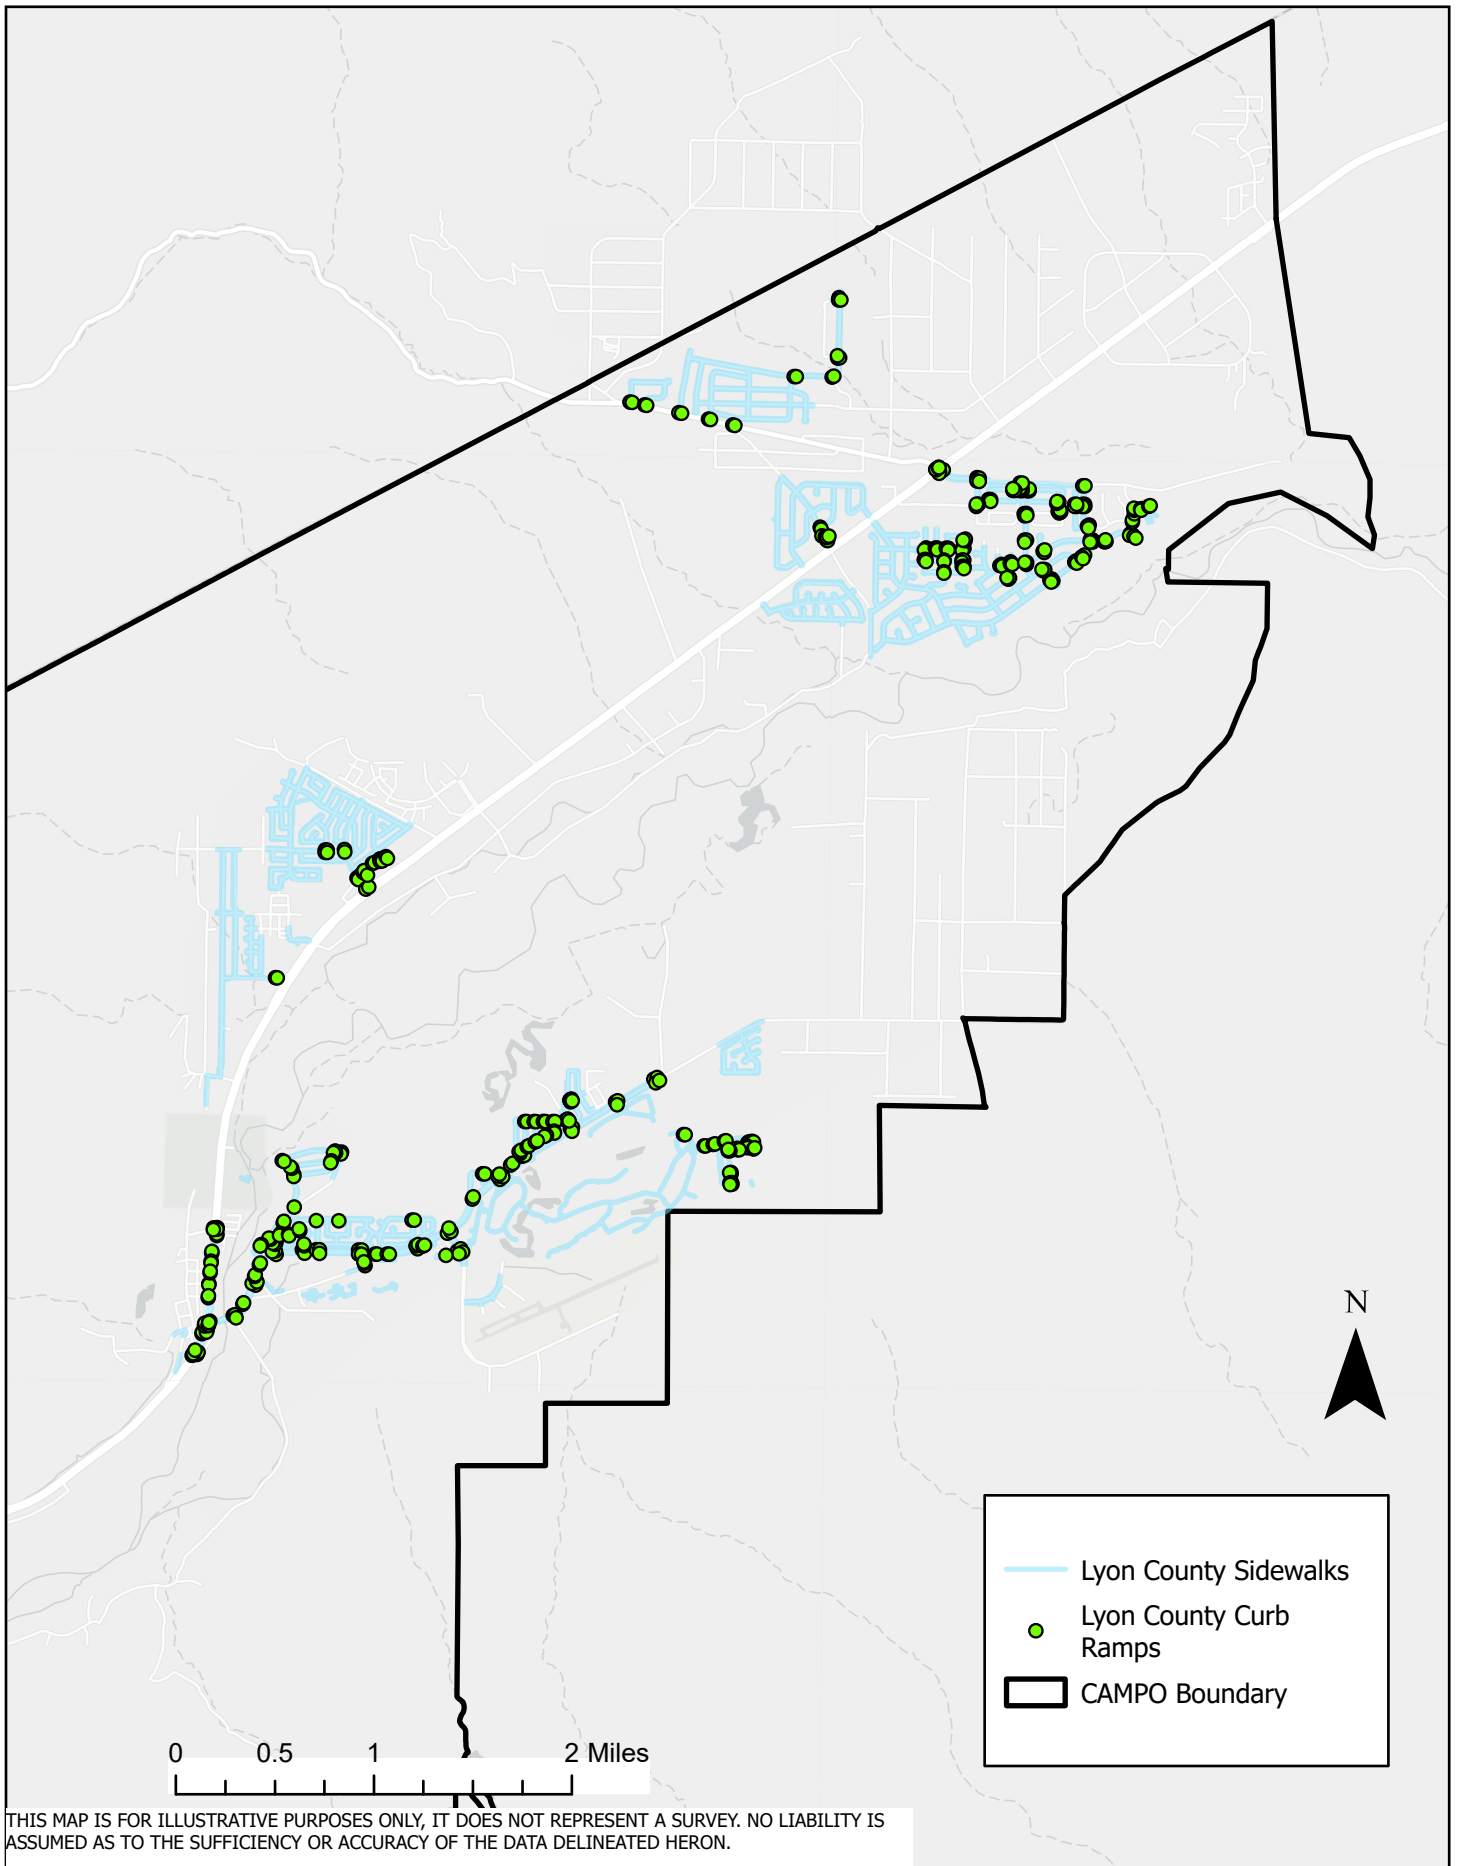 N
Lyon County Sidewalks
Lyon County Curb
Ramps
CAMPO Boundary
0 0.5 1 2 Miles
THIS MAP IS FOR ILLUSTRATIVE PURPOSES ONLY, IT DOES NOT REPRESENT A SURVEY. NO LIABILITY IS
ASSUMED AS TO THE SUFFICIENCY OR ACCURACY OF THE DATA DELINEATED HERON.